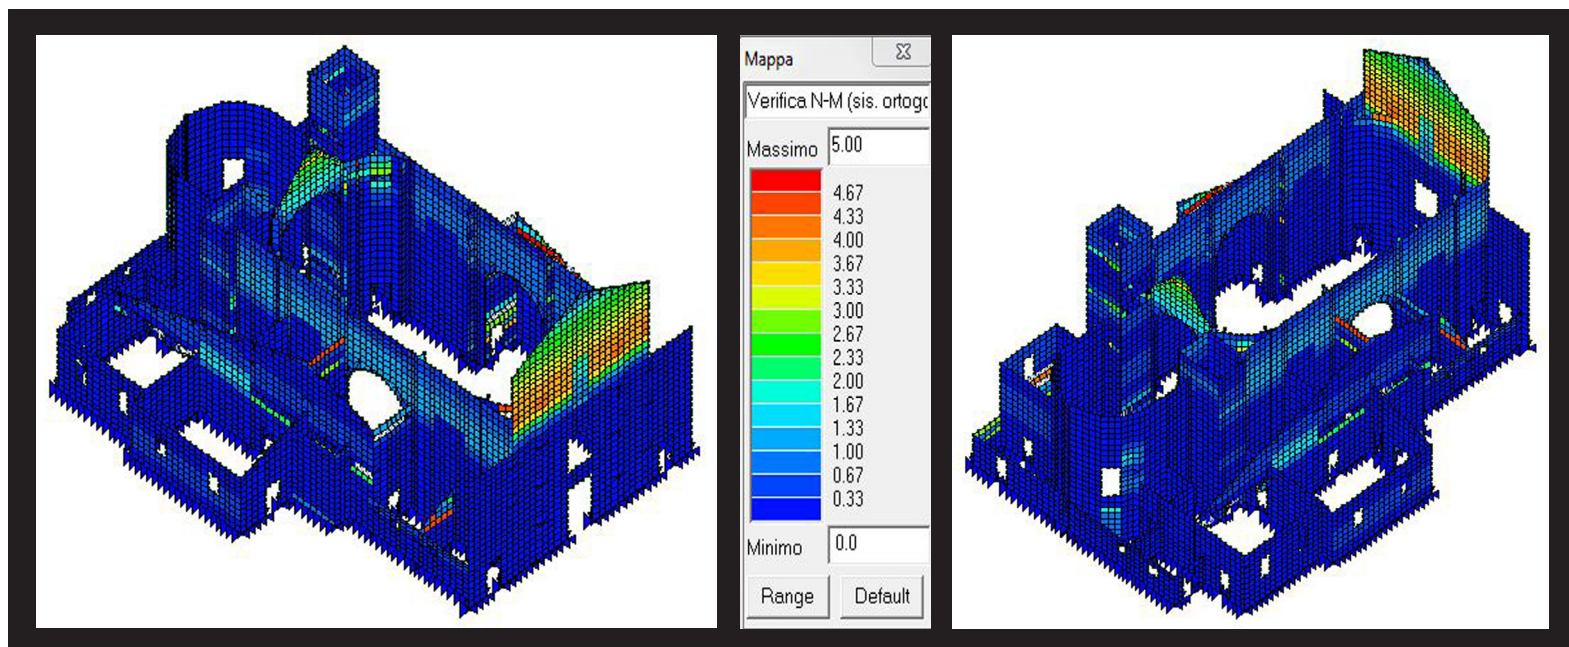 Mappa
Verifica N-M (sis. ortogo
Massimo 5.00
4.67
4.33
4.00
3.67
3.33
3.00
2.67
2.33
2.00
1.67
1.33
1.00
0.67
0.33
Minimo 0.0
Range Default